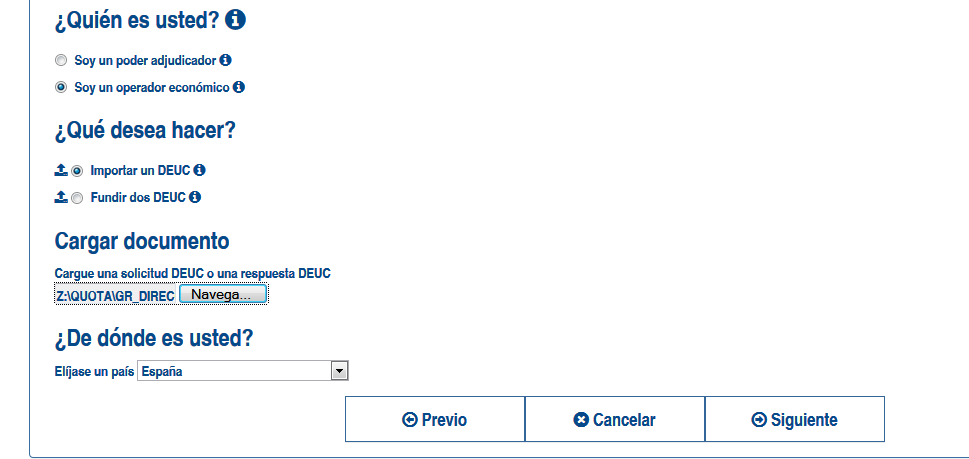 ¿Quién es usted?
Soy un poder adjudicador
Soy un operador económico
¿Qué desea hacer?
Importar un DEUC
Fundir dos DEUC
Cargar documento
Cargue una solicitud DEUC o una respuesta DEUC
Z:\QUOTA\GR_DIREC Navega...
¿De dónde es usted?
Elíjase un país España
Previo Cancelar Siguiente